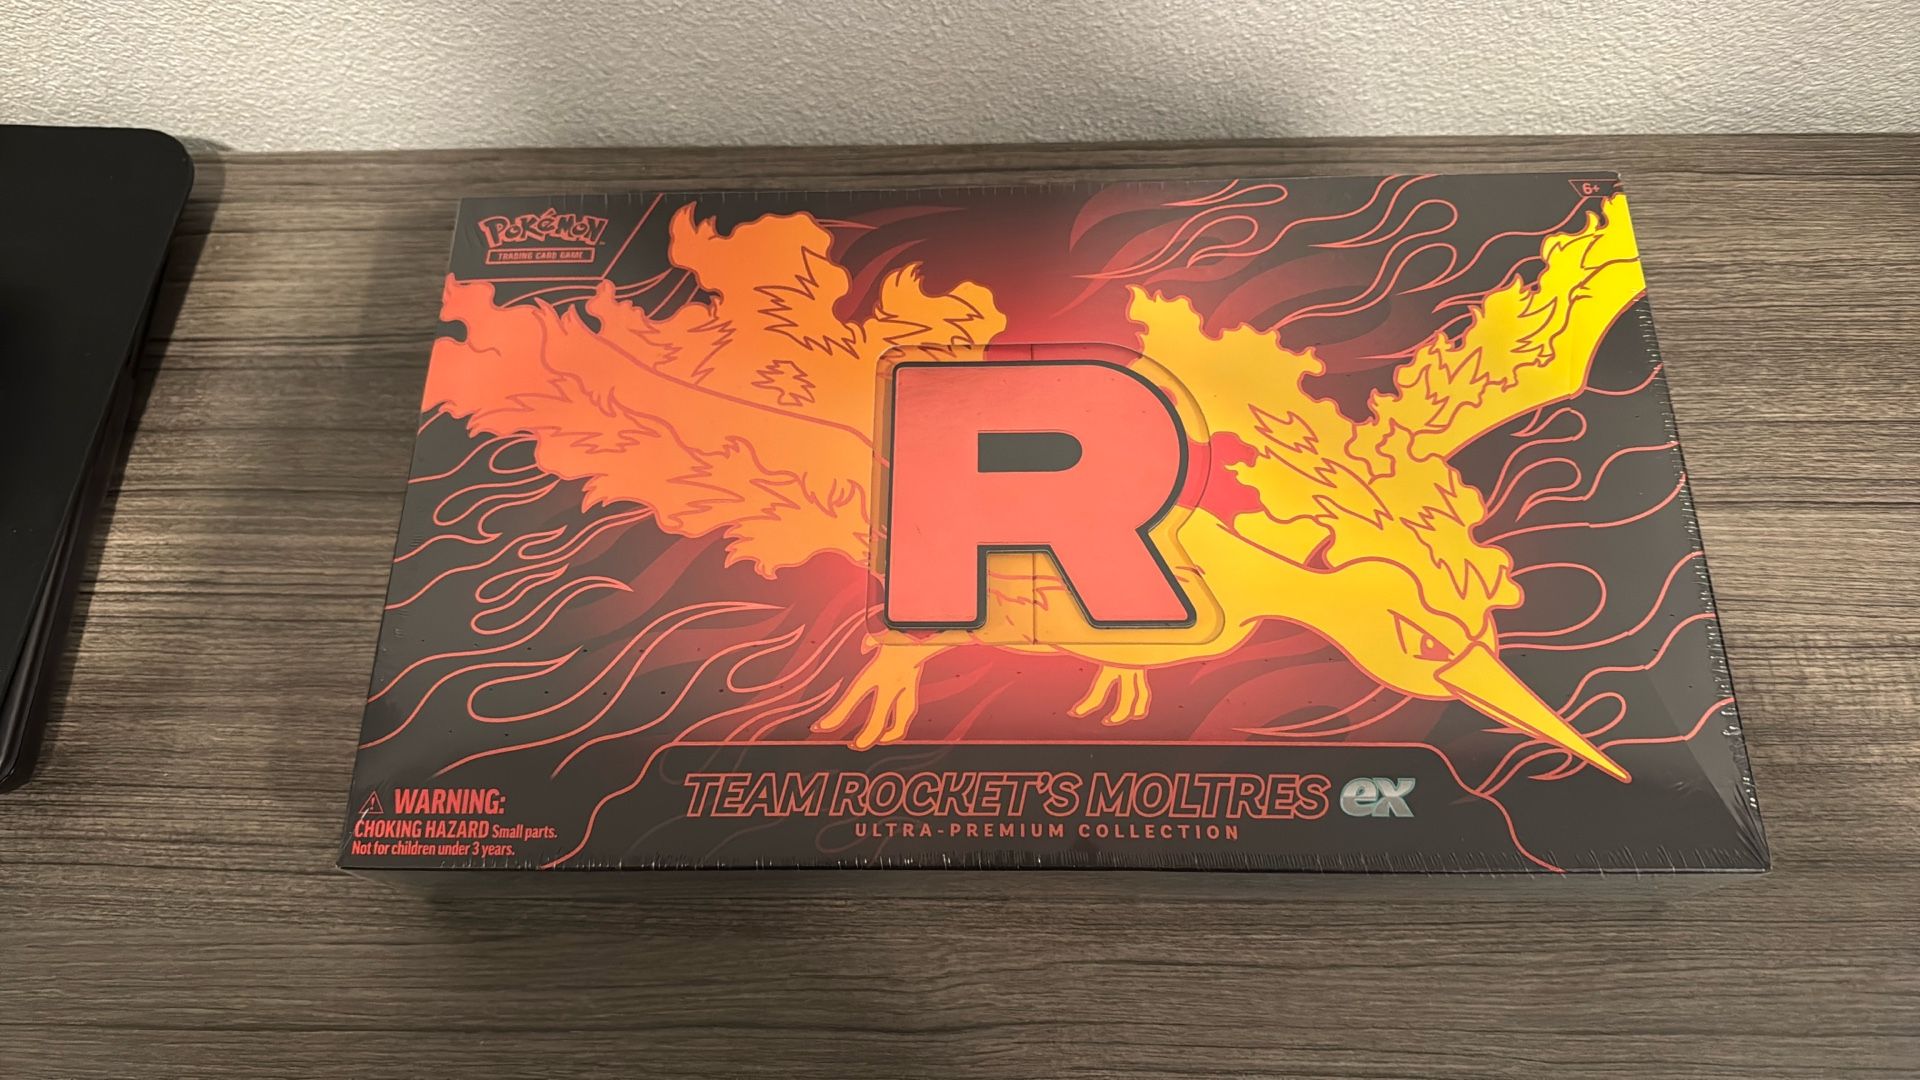 6+
POKéMON
TRADING CARD GAME
R
TEAM ROCKET'S MOLTRES ex
ULTRA-PREMIUM COLLECTION
WARNING:
CHOKING HAZARD Small parts.
Not for children under 3 years.